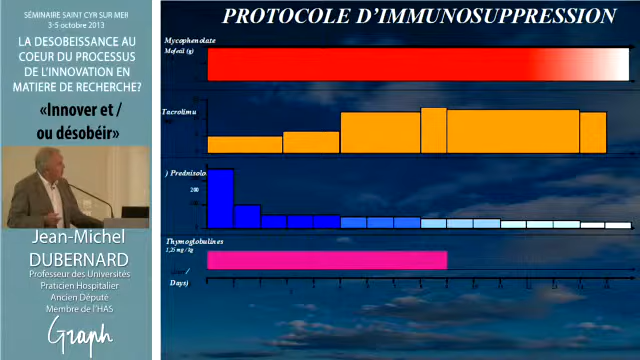 SÉMINAIRE SAINT CYR SUR MER
3-5 octobre 2013
LA DESOBEISSANCE AU
COEUR DU PROCESSUS
DE L'INNOVATION EN
MATIERE DE RECHERCHE?
«Innover et /
ou désobéir»
Jean-Michel
DUBERNARD
Professeur des Universités
Praticien Hospitalier
Ancien Député
Membre de l'HAS
Graph
PROTOCOLE D'IMMUNOSUPPRESSION
Mycophenolate
Mofetil (g)
Tacrolimu
) Prednisolo
200
Thymoglobulines
1,25 mg / kg
Days)